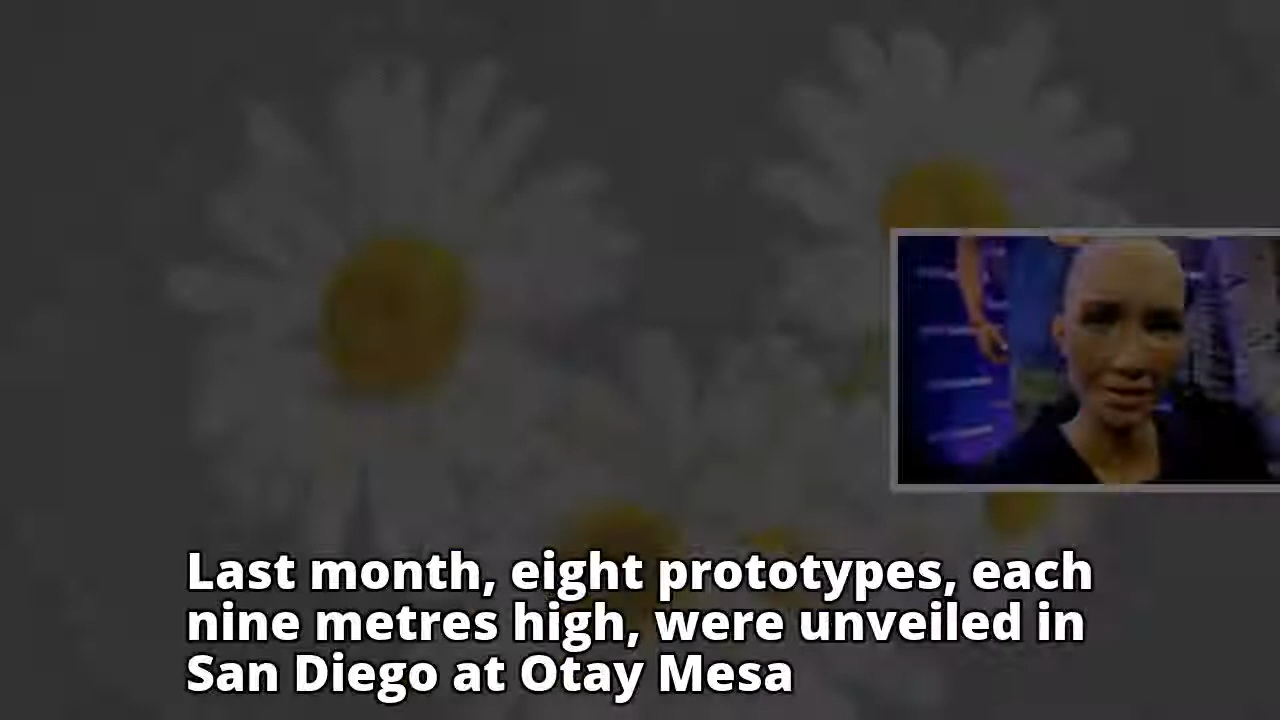 Last month, eight prototypes, each
nine metres high, were unveiled in
San Diego at Otay Mesa